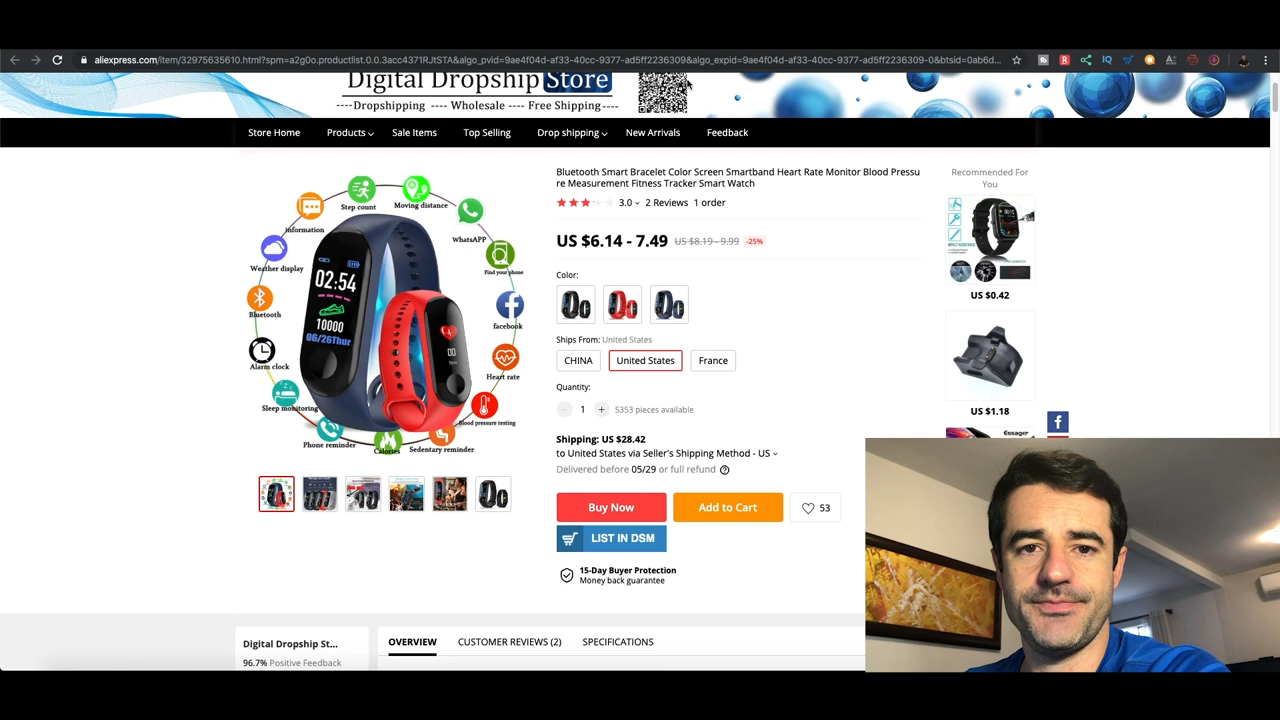 aliexpress.com/item/32975635610.html?spm=a2g0o.productlist.0.0.3acc4371RJtSTA&algo_pvid=9ae4f04d-af33-40cc-9377-ad5ff2236309&algo_expid=9ae4f04d-af33-40cc-9377-ad5ff2236309-0&btsid=0ab6d...
Digital Dropship Store
----Dropshipping ---- Wholesale ---- Free Shipping----
Store Home Products Sale Items Top Selling Drop shipping New Arrivals Feedback
Bluetooth Smart Bracelet Color Screen Smartband Heart Rate Monitor Blood Pressu
re Measurement Fitness Tracker Smart Watch
3.0 2 Reviews 1 order
US $6.14 - 7.49 US $8.19 - 9.99 -25%
Color:
Ships From: United States
CHINA United States France
Quantity:
1 5353 pieces available
Shipping: US $28.42
to United States via Seller's Shipping Method - US
Delivered before 05/29 or full refund
Buy Now Add to Cart 53
LIST IN DSM
15-Day Buyer Protection
Money back guarantee
Step count
Moving distance
information
WhatsAPP
Weather display
Find your phone
Bluetooth
facebook
Alarm clock
Heart rate
Sleep monitoring
Blood pressure testing
Phone reminder
Calories
Sedentary reminder
02:54
10000
06/26Thur
Recommended For
You
US $0.42
US $1.18
Essager
Digital Dropship St...
96.7% Positive Feedback
OVERVIEW CUSTOMER REVIEWS (2) SPECIFICATIONS